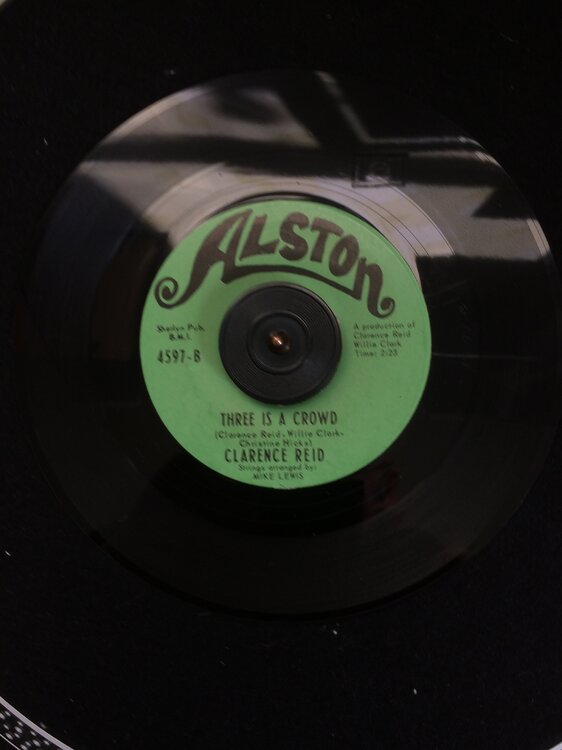 ALSTON
Sherlyn Pub.
B.M.I.
4597-B
A production of
Clarence Reid
Willie Clark
Time: 2:23
THREE IS A CROWD
(Clarence Reid-Willie Clark-
Christine Hicks)
CLARENCE REID
Strings arranged by:
MIKE LEWIS